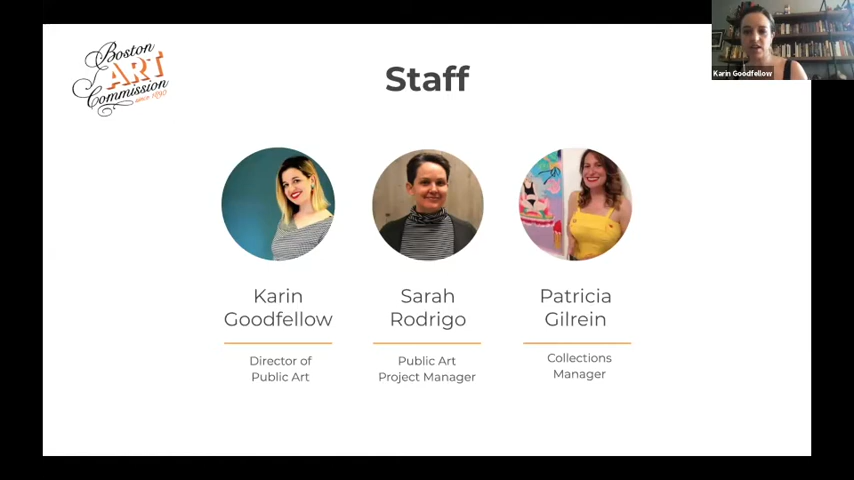 Boston
ART
Commission
since 1890
Staff
Karin Goodfellow
Karin
Goodfellow
Director of
Public Art
Sarah
Rodrigo
Public Art
Project Manager
Patricia
Gilrein
Collections
Manager